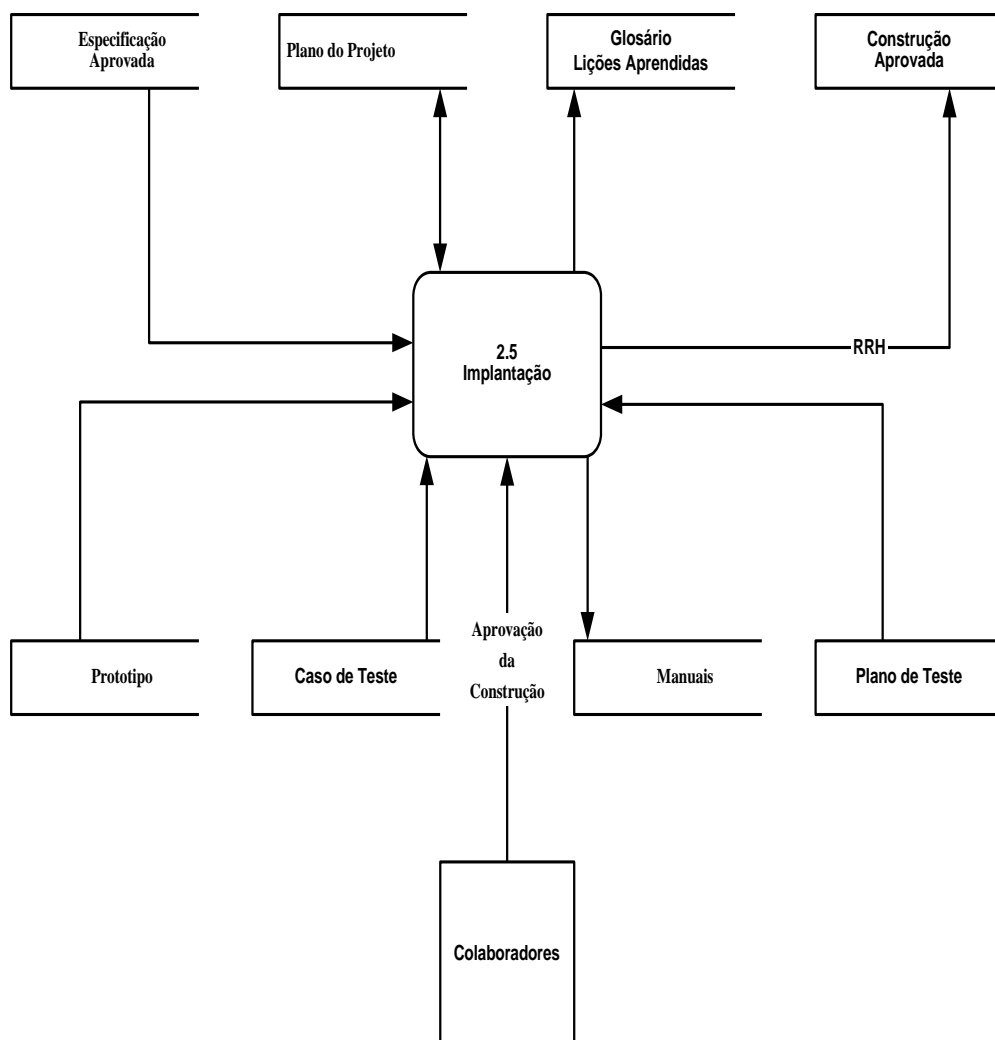 Especificação
Aprovada
Plano do Projeto
Glosário
Lições Aprendidas
Construção
Aprovada
2.5
Implantação
RRH
Prototipo
Caso de Teste
Aprovação
da
Construção
Manuais
Plano de Teste
Colaboradores